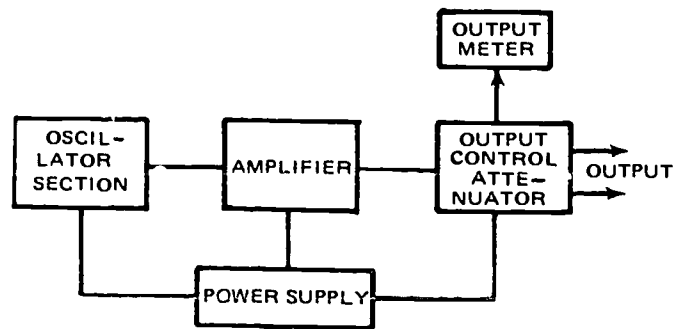 OUTPUT
METER
OSCIL-
LATOR
SECTION
AMPLIFIER
OUTPUT
CONTROL
ATTE-
NUATOR
OUTPUT
POWER SUPPLY